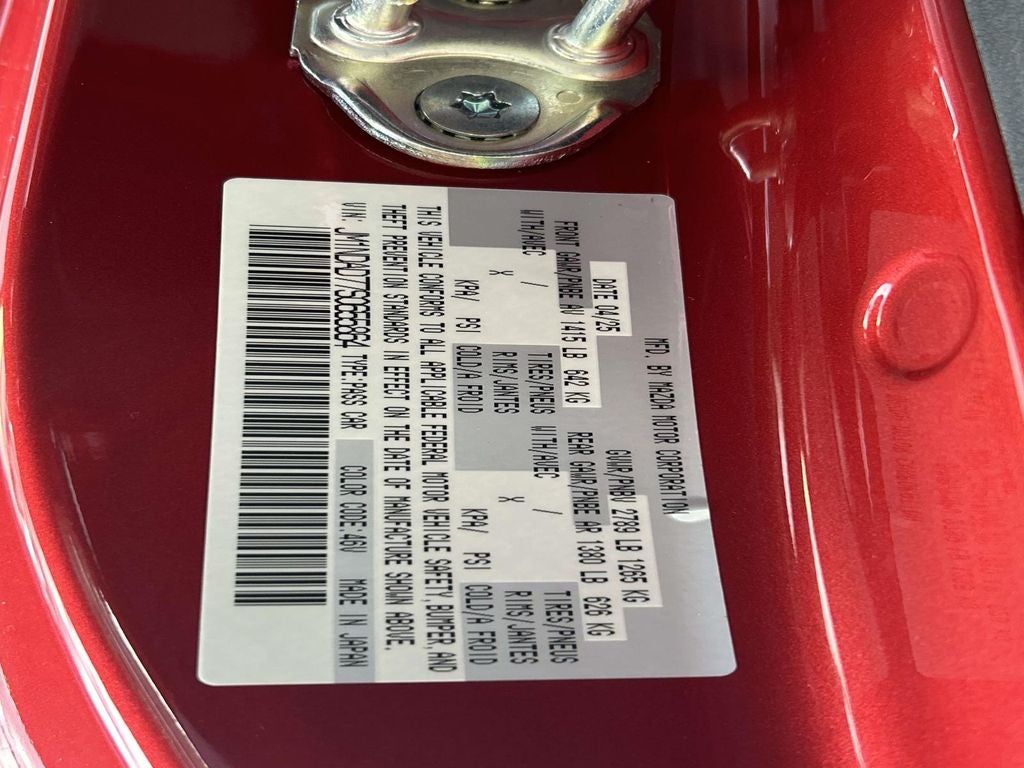 MFD. BY MAZDA MOTOR CORPORATION
DATE:04/25 GVWR/PNBV 2789 LB 1265 KG
FRONT GAWR/PNBE AV 1415 LB 642 KG REAR GAWR/PNBE AR 1380 LB 626 KG
WITH/AVEC / TIRES/PNEUS WITH/AVEC / TIRES/PNEUS
X RIMS/JANTES X RIMS/JANTES
KPA/ PSI COLD/A FROID KPA/ PSI COLD/A FROID
THIS VEHICLE CONFORMS TO ALL APPLICABLE FEDERAL MOTOR VEHICLE SAFETY, BUMPER, AND
THEFT PREVENTION STANDARDS IN EFFECT ON THE DATE OF MANUFACTURE SHOWN ABOVE.
VIN: TYPE:PASS CAR COLOR CODE:46V MADE IN JAPAN